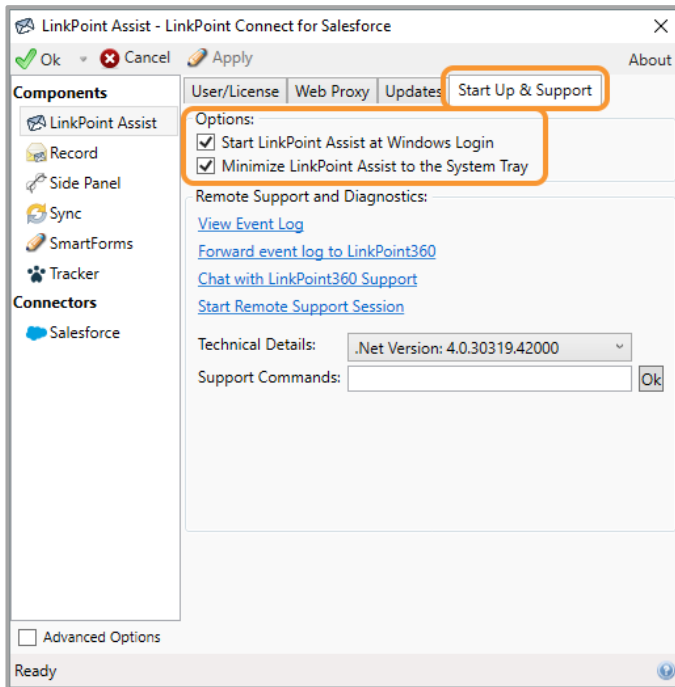 LinkPoint Assist - LinkPoint Connect for Salesforce
Ok Cancel Apply About
Components
LinkPoint Assist
Record
Side Panel
Sync
SmartForms
Tracker
Connectors
Salesforce
User/License Web Proxy Updates Start Up & Support
Options:
Start LinkPoint Assist at Windows Login
Minimize LinkPoint Assist to the System Tray
Remote Support and Diagnostics:
View Event Log
Forward event log to LinkPoint360
Chat with LinkPoint360 Support
Start Remote Support Session
Technical Details: .Net Version: 4.0.30319.42000
Support Commands: Ok
Advanced Options
Ready